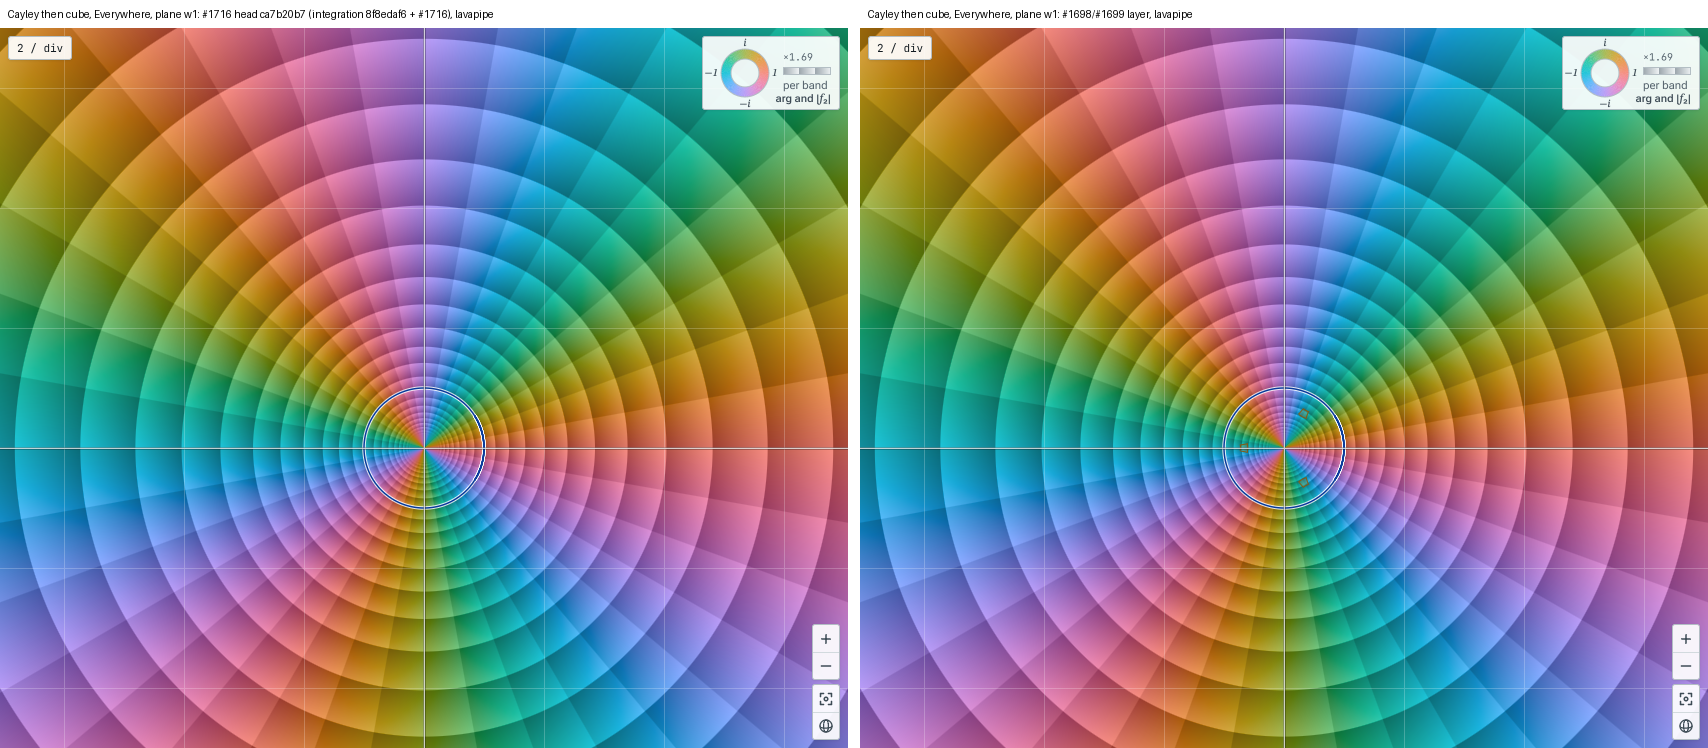 Cayley then cube, Everywhere, plane w1: #1716 head ca7b20b7 (integration 8f8edaf6 + #1716), lavapipe
2 / div
i
−1
1
−i
×1.69
per band
arg and |f₂|
+
−
Cayley then cube, Everywhere, plane w1: #1698/#1699 layer, lavapipe
2 / div
i
−1
1
−i
×1.69
per band
arg and |f₂|
+
−